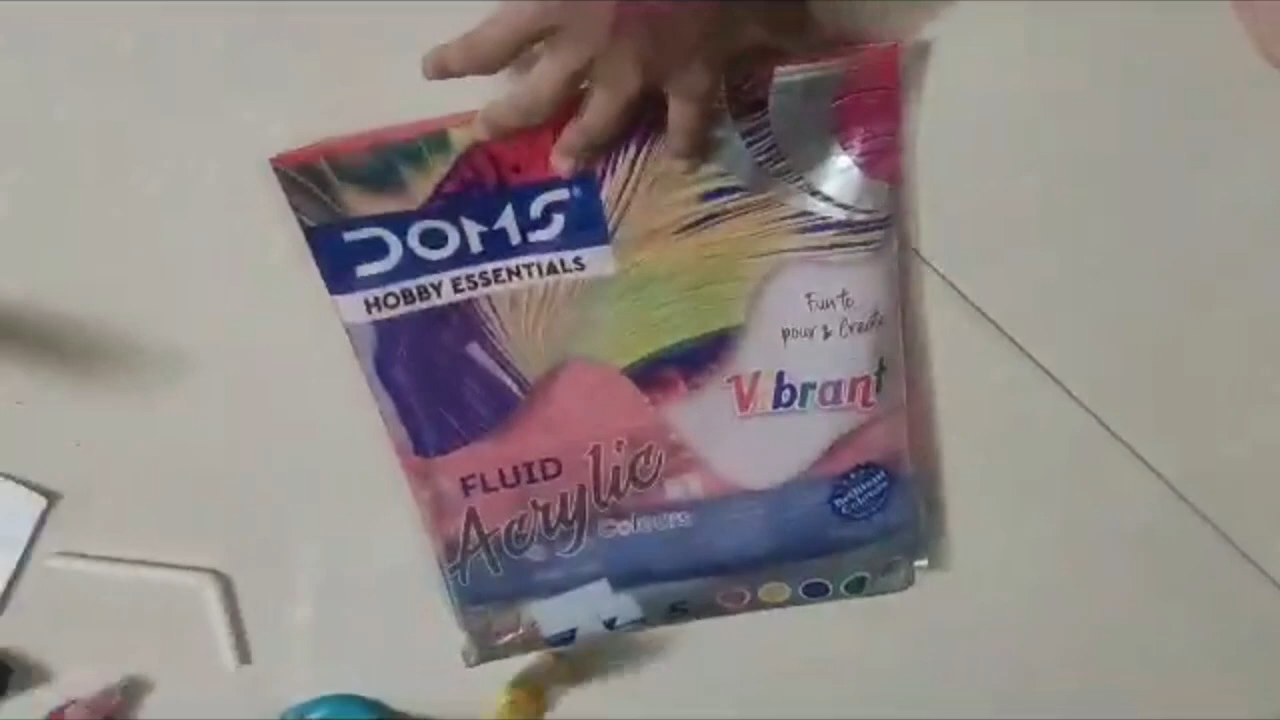 DOMS®
HOBBY ESSENTIALS
Fun to
pour & Create
Vibrant
FLUID
Acrylic
Colours